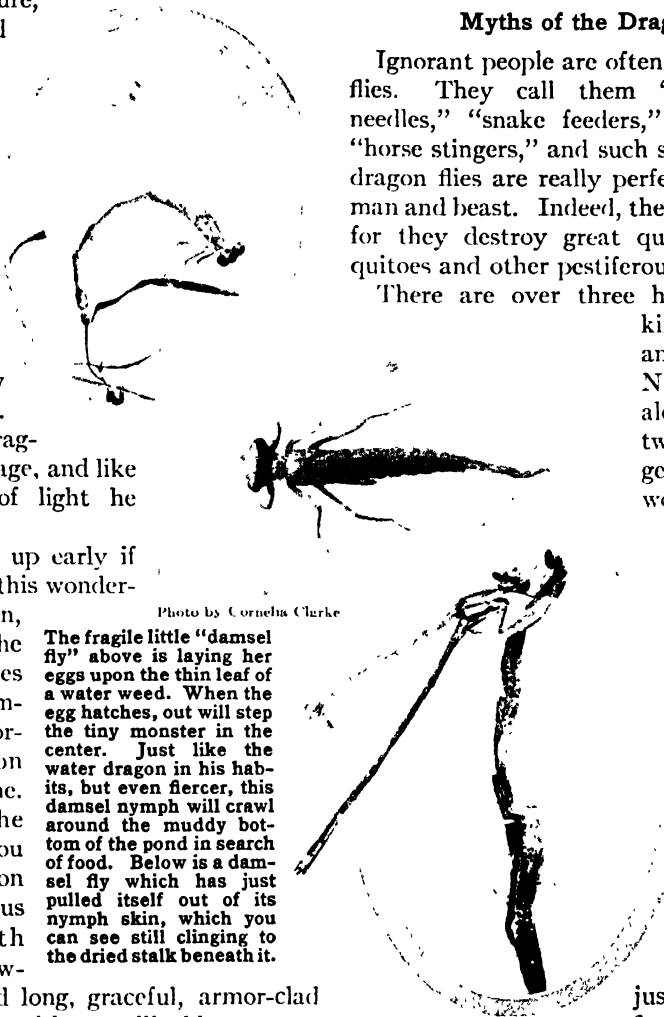 Myths of the Drag
Ignorant people are often
flies. They call them "
needles," "snake feeders,"
"horse stingers," and such s
dragon flies are really perfe
man and beast. Indeed, the
for they destroy great qu
quitoes and other pestiferou
There are over three h
ki
an
N
alo
tw
ge
we
rag-
age, and like
of light he
up early if
this wonder-
n,
he
es
m-
or-
on
he
ou
on
us
th
w-
d long, graceful, armor-clad
Photo by Cornelia Clarke
The fragile little "damsel
fly" above is laying her
eggs upon the thin leaf of
a water weed. When the
egg hatches, out will step
the tiny monster in the
center. Just like the
water dragon in his hab-
its, but even fiercer, this
damsel nymph will crawl
around the muddy bot-
tom of the pond in search
of food. Below is a dam-
sel fly which has just
pulled itself out of its
nymph skin, which you
can see still clinging to
the dried stalk beneath it.
jus